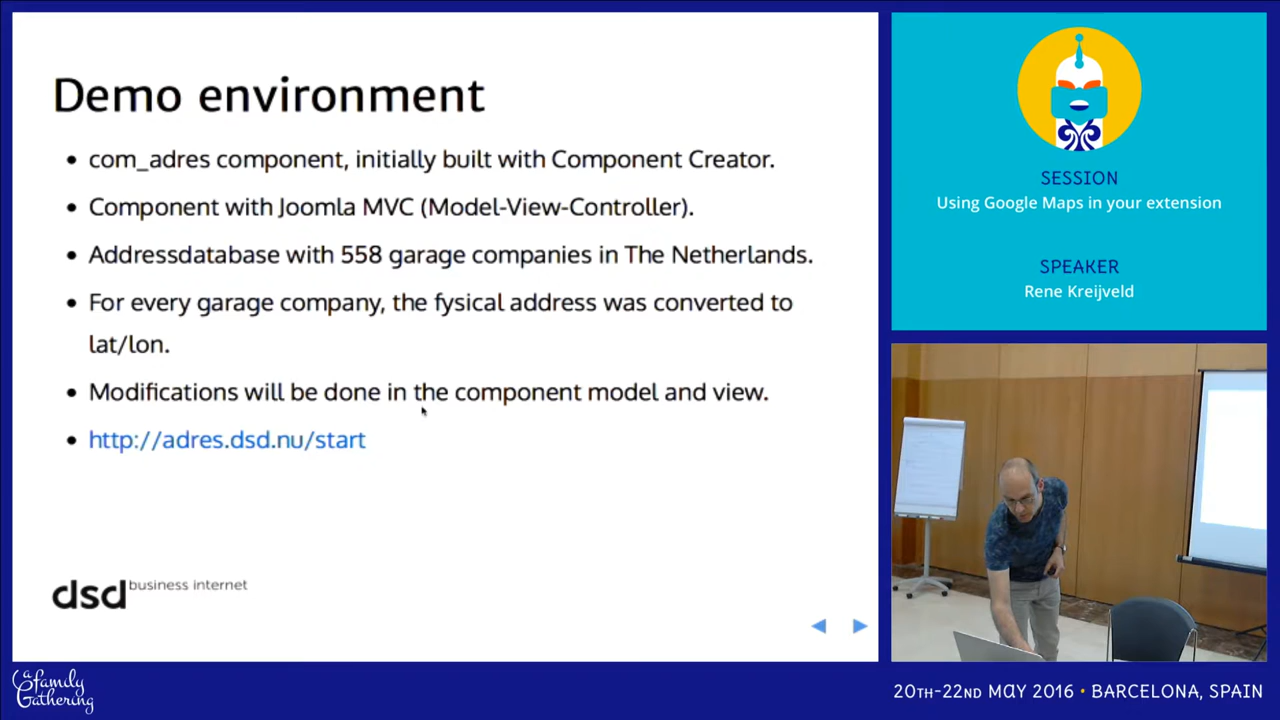 Demo environment
• com_adres component, initially built with Component Creator.
• Component with Joomla MVC (Model-View-Controller).
• Addressdatabase with 558 garage companies in The Netherlands.
• For every garage company, the fysical address was converted to
lat/lon.
• Modifications will be done in the component model and view.
• http://adres.dsd.nu/start
dsd business internet
SESSION
Using Google Maps in your extension
SPEAKER
Rene Kreijveld
a family
Gathering
20TH-22ND MAY 2016 • BARCELONA, SPAIN